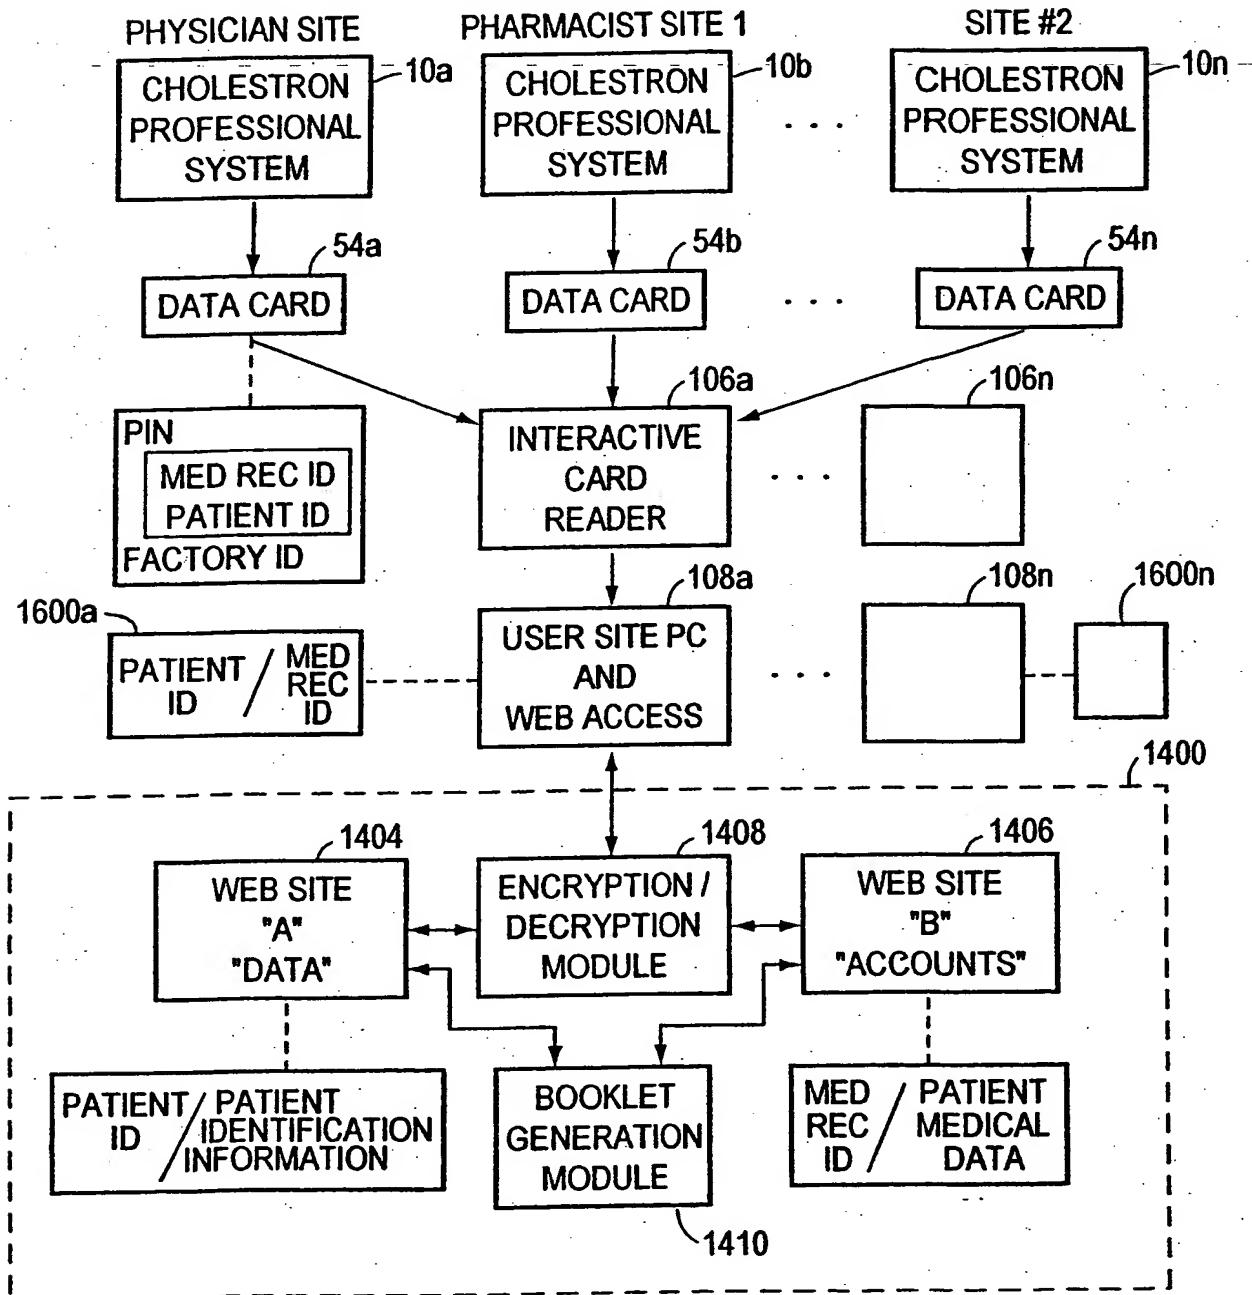 PHYSICIAN SITE
PHARMACIST SITE 1
SITE #2
10a
10b
10n
CHOLESTRON
PROFESSIONAL
SYSTEM
CHOLESTRON
PROFESSIONAL
SYSTEM
. . .
CHOLESTRON
PROFESSIONAL
SYSTEM
54a
54b
54n
DATA CARD
DATA CARD
. . .
DATA CARD
106a
106n
PIN
MED REC ID
PATIENT ID
FACTORY ID
INTERACTIVE
CARD
READER
. . .
108a
108n
1600n
1600a
PATIENT
ID
/
MED
REC
ID
USER SITE PC
AND
WEB ACCESS
. . .
1400
1404
1408
1406
WEB SITE
"A"
"DATA"
ENCRYPTION /
DECRYPTION
MODULE
WEB SITE
"B"
"ACCOUNTS"
PATIENT
ID
/
PATIENT
IDENTIFICATION
INFORMATION
BOOKLET
GENERATION
MODULE
MED
REC
ID
/
PATIENT
MEDICAL
DATA
1410